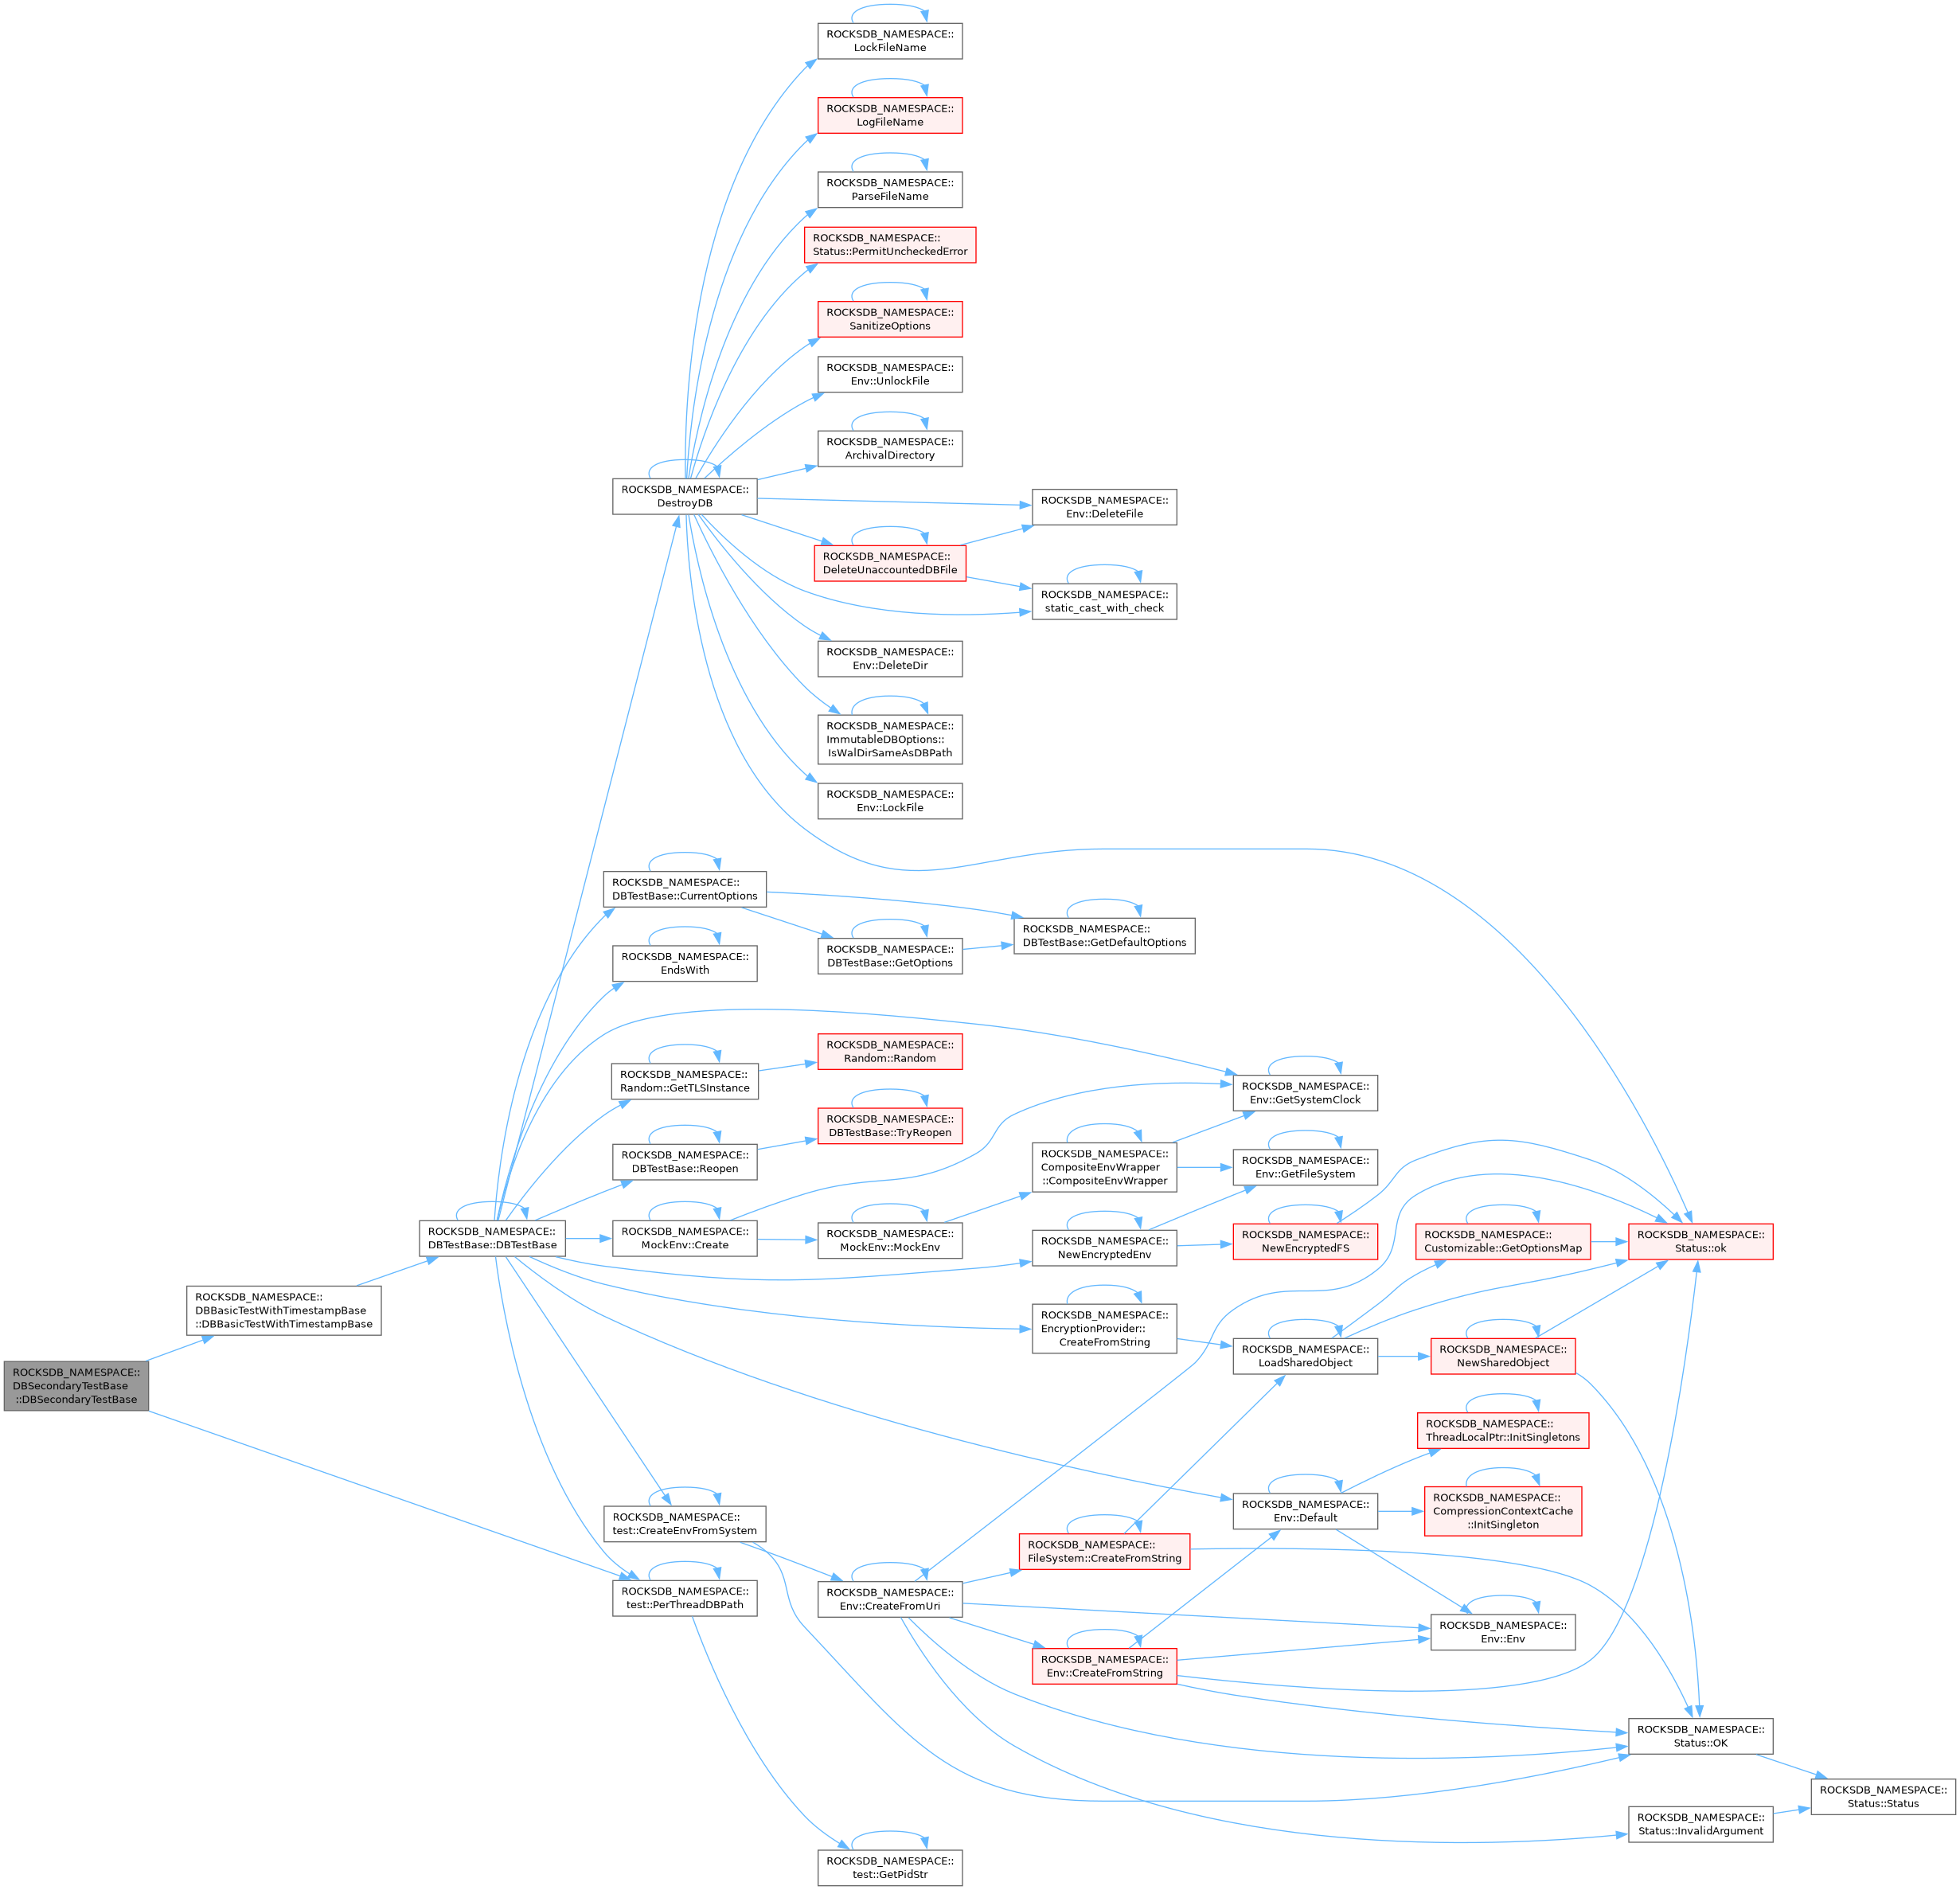 ROCKSDB_NAMESPACE::
LockFileName
ROCKSDB_NAMESPACE::
LogFileName
ROCKSDB_NAMESPACE::
ParseFileName
ROCKSDB_NAMESPACE::
Status::PermitUncheckedError
ROCKSDB_NAMESPACE::
SanitizeOptions
ROCKSDB_NAMESPACE::
Env::UnlockFile
ROCKSDB_NAMESPACE::
ArchivalDirectory
ROCKSDB_NAMESPACE::
DestroyDB
ROCKSDB_NAMESPACE::
Env::DeleteFile
ROCKSDB_NAMESPACE::
DeleteUnaccountedDBFile
ROCKSDB_NAMESPACE::
static_cast_with_check
ROCKSDB_NAMESPACE::
Env::DeleteDir
ROCKSDB_NAMESPACE::
ImmutableDBOptions::
IsWalDirSameAsDBPath
ROCKSDB_NAMESPACE::
Env::LockFile
ROCKSDB_NAMESPACE::
DBTestBase::CurrentOptions
ROCKSDB_NAMESPACE::
DBTestBase::GetDefaultOptions
ROCKSDB_NAMESPACE::
DBTestBase::GetOptions
ROCKSDB_NAMESPACE::
EndsWith
ROCKSDB_NAMESPACE::
Random::Random
ROCKSDB_NAMESPACE::
Random::GetTLSInstance
ROCKSDB_NAMESPACE::
Env::GetSystemClock
ROCKSDB_NAMESPACE::
DBTestBase::TryReopen
ROCKSDB_NAMESPACE::
DBTestBase::Reopen
ROCKSDB_NAMESPACE::
CompositeEnvWrapper
::CompositeEnvWrapper
ROCKSDB_NAMESPACE::
Env::GetFileSystem
ROCKSDB_NAMESPACE::
DBTestBase::DBTestBase
ROCKSDB_NAMESPACE::
MockEnv::Create
ROCKSDB_NAMESPACE::
MockEnv::MockEnv
ROCKSDB_NAMESPACE::
NewEncryptedEnv
ROCKSDB_NAMESPACE::
NewEncryptedFS
ROCKSDB_NAMESPACE::
Customizable::GetOptionsMap
ROCKSDB_NAMESPACE::
Status::ok
ROCKSDB_NAMESPACE::
DBBasicTestWithTimestampBase
::DBBasicTestWithTimestampBase
ROCKSDB_NAMESPACE::
EncryptionProvider::
CreateFromString
ROCKSDB_NAMESPACE::
LoadSharedObject
ROCKSDB_NAMESPACE::
NewSharedObject
ROCKSDB_NAMESPACE::
DBSecondaryTestBase
::DBSecondaryTestBase
ROCKSDB_NAMESPACE::
ThreadLocalPtr::InitSingletons
ROCKSDB_NAMESPACE::
Env::Default
ROCKSDB_NAMESPACE::
CompressionContextCache
::InitSingleton
ROCKSDB_NAMESPACE::
test::CreateEnvFromSystem
ROCKSDB_NAMESPACE::
FileSystem::CreateFromString
ROCKSDB_NAMESPACE::
test::PerThreadDBPath
ROCKSDB_NAMESPACE::
Env::CreateFromUri
ROCKSDB_NAMESPACE::
Env::Env
ROCKSDB_NAMESPACE::
Env::CreateFromString
ROCKSDB_NAMESPACE::
Status::OK
ROCKSDB_NAMESPACE::
Status::Status
ROCKSDB_NAMESPACE::
Status::InvalidArgument
ROCKSDB_NAMESPACE::
test::GetPidStr